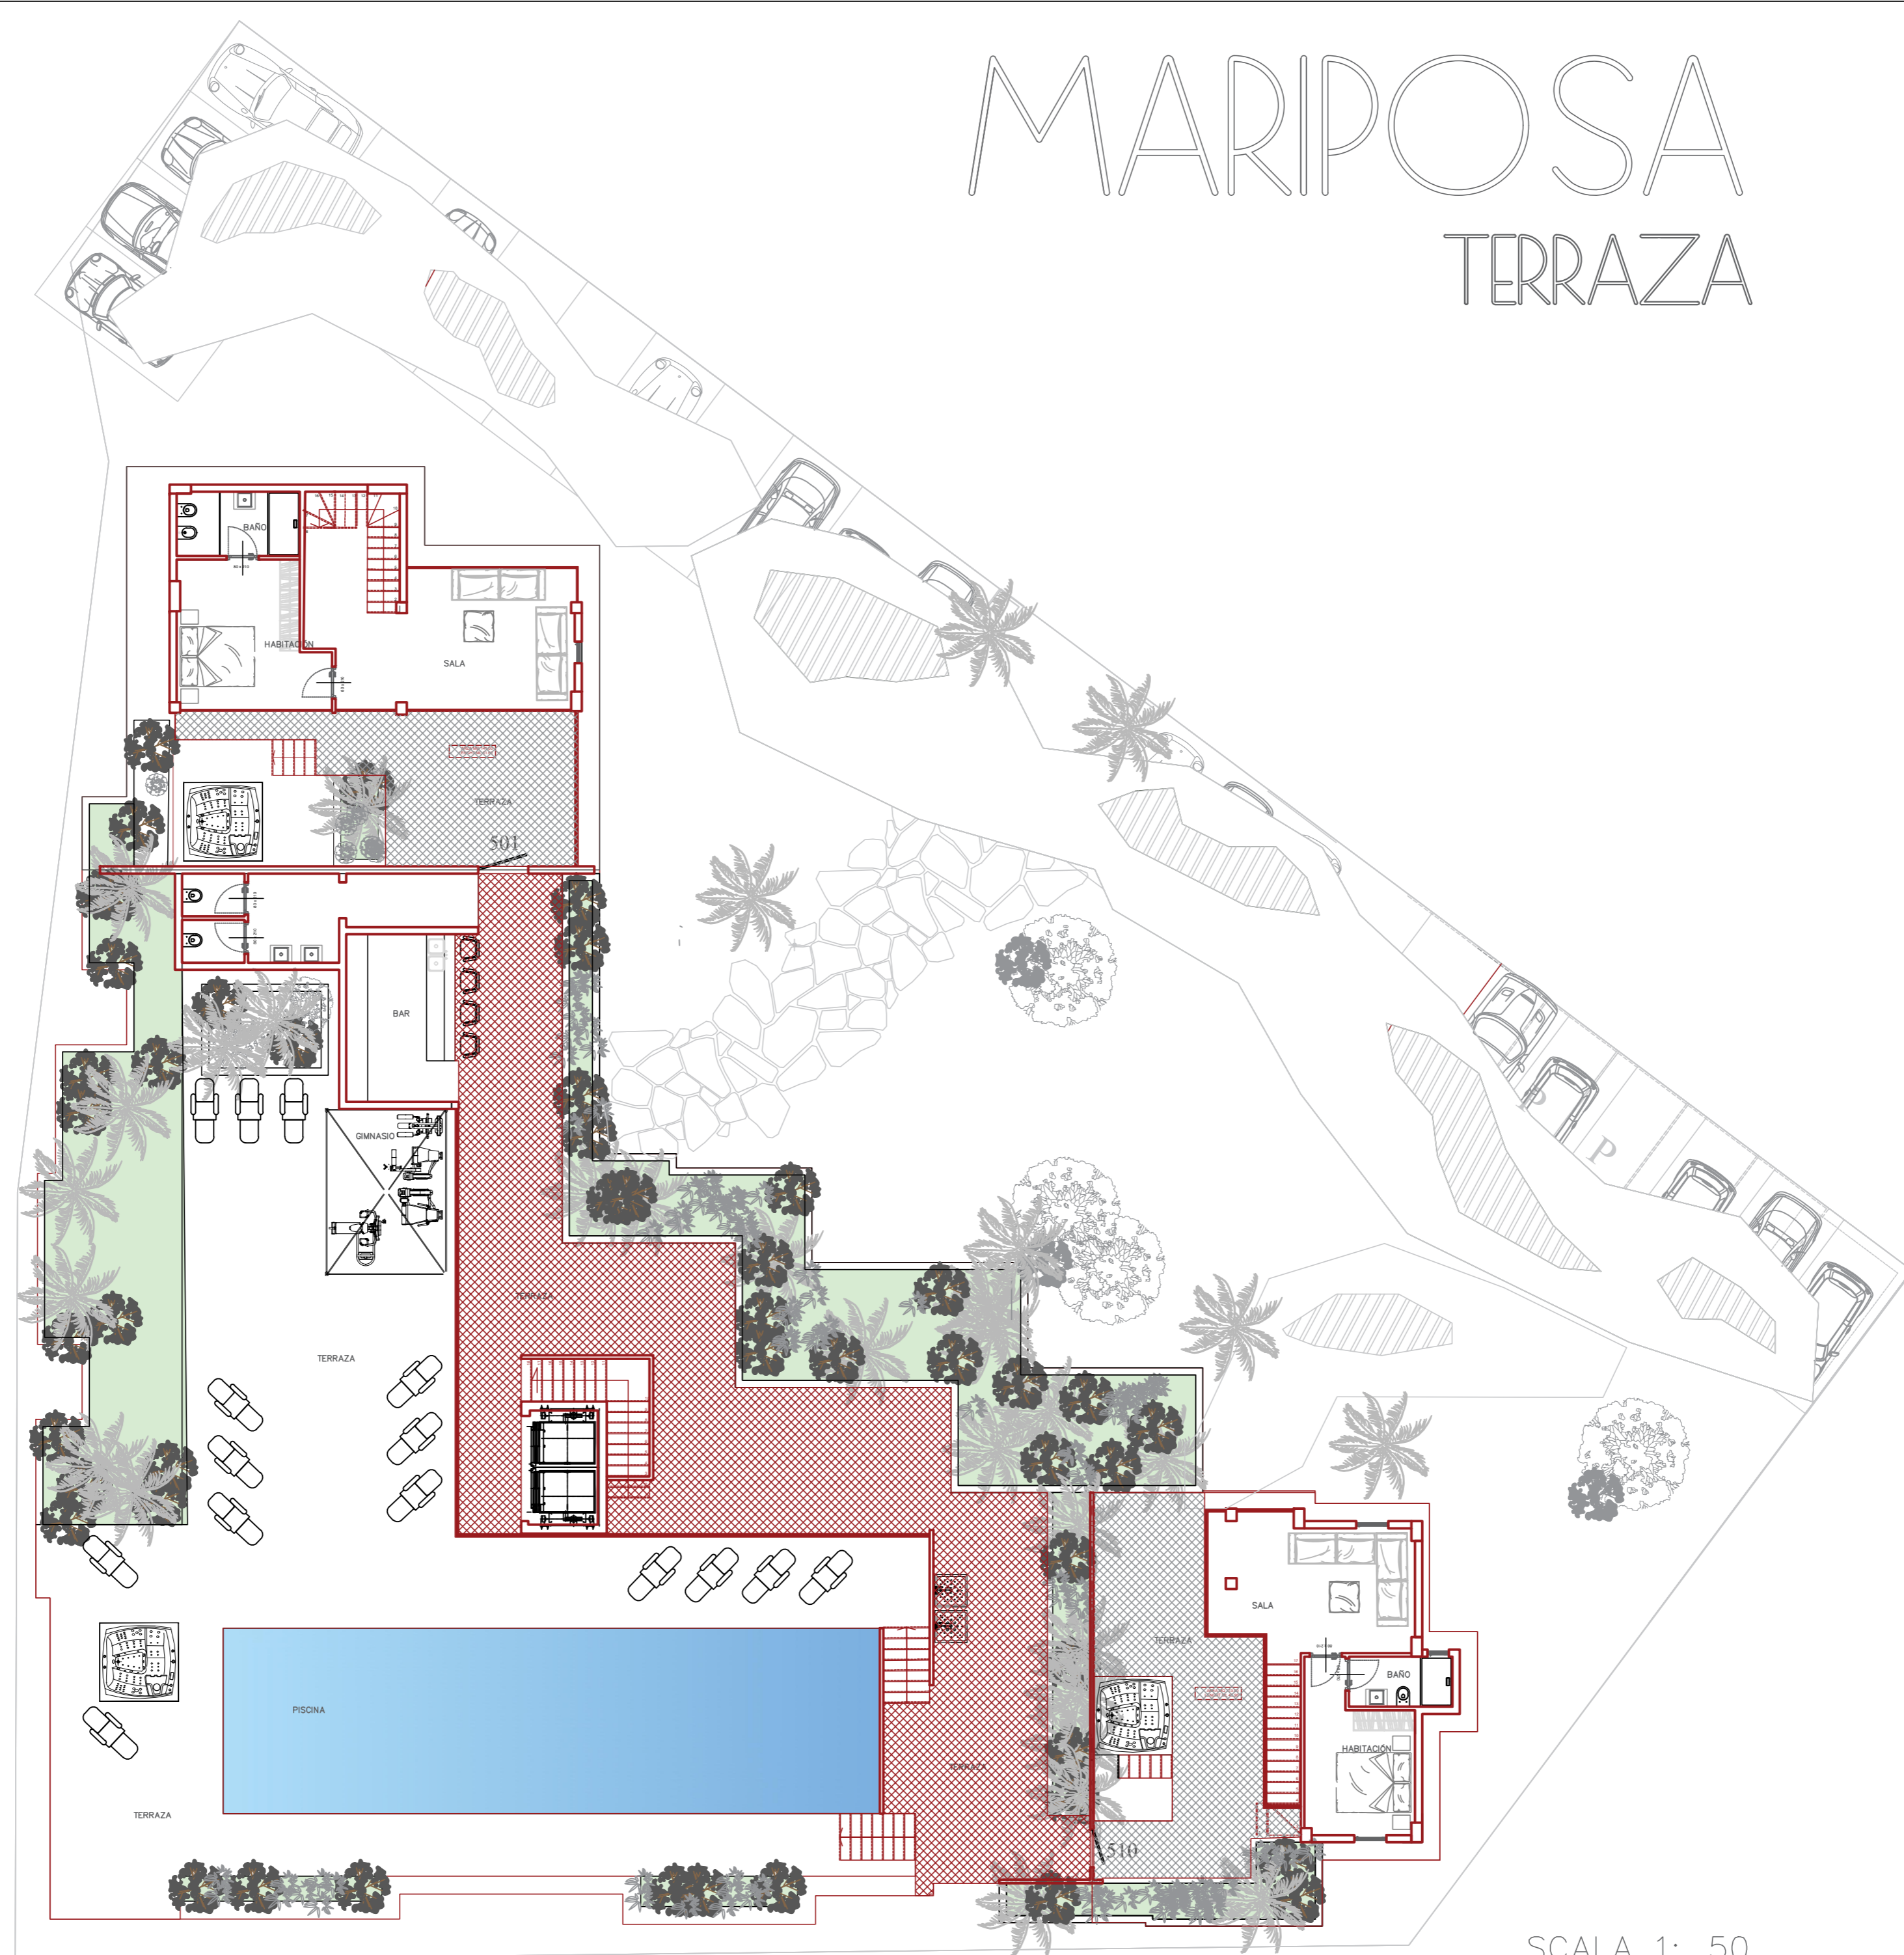 MARIPOSA
TERRAZA
BAÑO
HABITACIÓN
SALA
TERRAZA
501
BAR
GIMNASIO
TERRAZA
TERRAZA
P
P
PISCINA
TERRAZA
TERRAZA
TERRAZA
SALA
BAÑO
HABITACIÓN
510
SCALA 1: 50